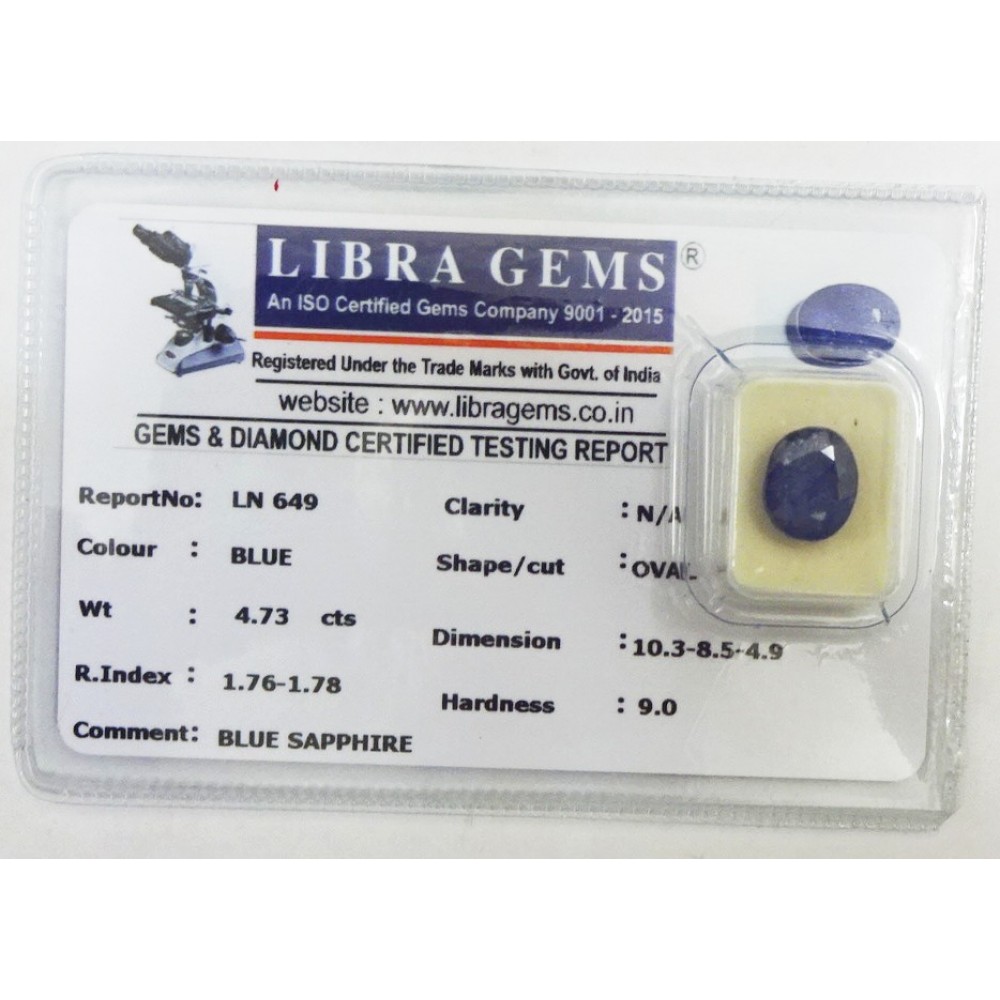 LIBRA GEMS ®
An ISO Certified Gems Company 9001 - 2015
Registered Under the Trade Marks with Govt. of India
website : www.libragems.co.in
GEMS & DIAMOND CERTIFIED TESTING REPORT
ReportNo: LN 649
Colour : BLUE
Wt : 4.73 cts
R.Index : 1.76-1.78
Comment: BLUE SAPPHIRE
Clarity : N/A
Shape/cut : OVAL
Dimension : 10.3-8.5-4.9
Hardness : 9.0